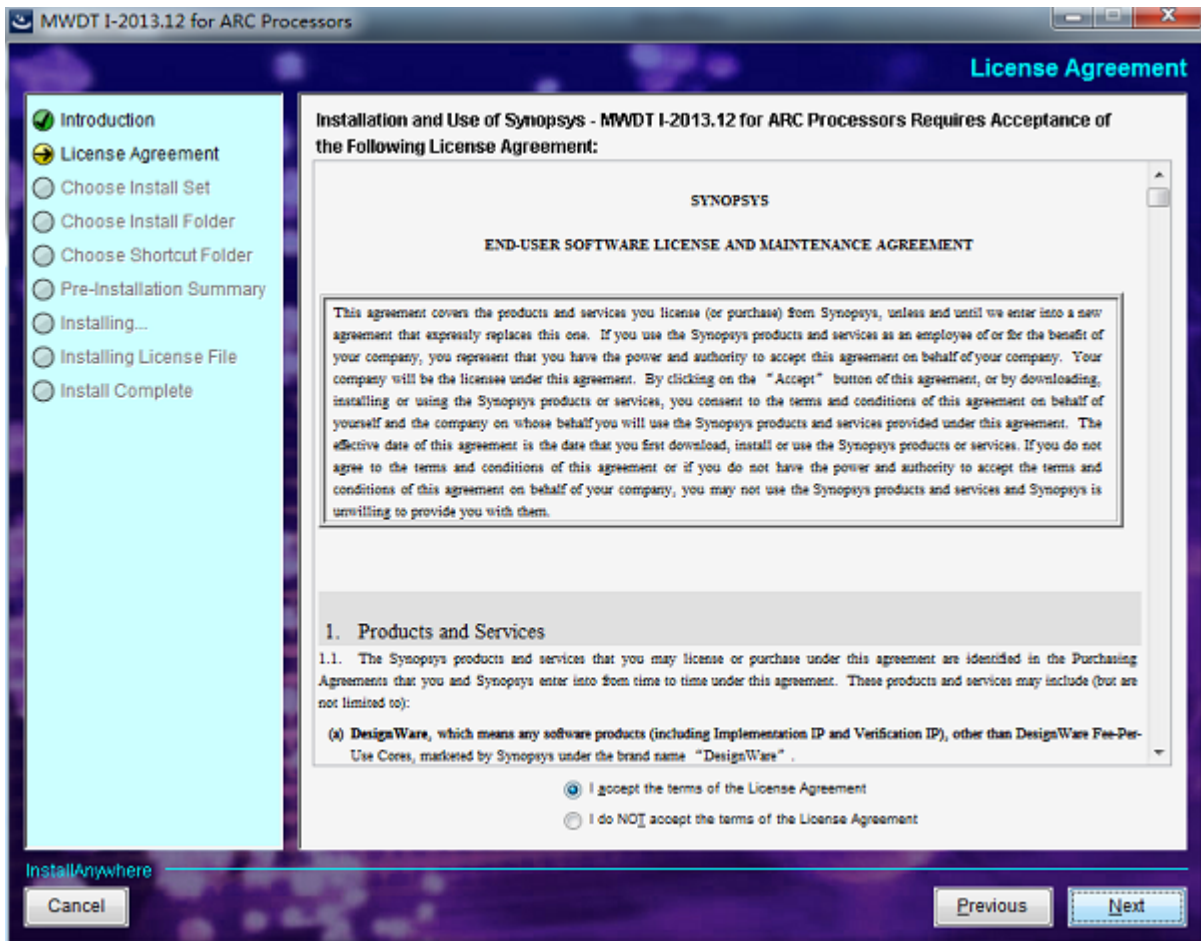 MWDT I-2013.12 for ARC Processors
License Agreement
Introduction
License Agreement
Choose Install Set
Choose Install Folder
Choose Shortcut Folder
Pre-Installation Summary
Installing...
Installing License File
Install Complete
Installation and Use of Synopsys - MWDT I-2013.12 for ARC Processors Requires Acceptance of
the Following License Agreement:
SYNOPSYS
END-USER SOFTWARE LICENSE AND MAINTENANCE AGREEMENT
This agreement covers the products and services you license (or purchase) from Synopsys, unless and until we enter into a new
agreement that expressly replaces this one. If you use the Synopsys products and services as an employee of or for the benefit of
your company, you represent that you have the power and authority to accept this agreement on behalf of your company. Your
company will be the licensee under this agreement. By clicking on the “Accept” button of this agreement, or by downloading,
installing or using the Synopsys products or services, you consent to the terms and conditions of this agreement on behalf of
yourself and the company on whose behalf you will use the Synopsys products and services provided under this agreement. The
effective date of this agreement is the date that you first download, install or use the Synopsys products or services. If you do not
agree to the terms and conditions of this agreement or if you do not have the power and authority to accept the terms and
conditions of this agreement on behalf of your company, you may not use the Synopsys products and services and Synopsys is
unwilling to provide you with them.
1. Products and Services
1.1. The Synopsys products and services that you may license or purchase under this agreement are identified in the Purchasing
Agreements that you and Synopsys enter into from time to time under this agreement. These products and services may include (but are
not limited to):
(a) DesignWare, which means any software products (including Implementation IP and Verification IP), other than DesignWare Fee-Per-
Use Cores, marketed by Synopsys under the brand name “DesignWare”.
I accept the terms of the License Agreement
I do NOT accept the terms of the License Agreement
InstallAnywhere
Cancel
Previous
Next